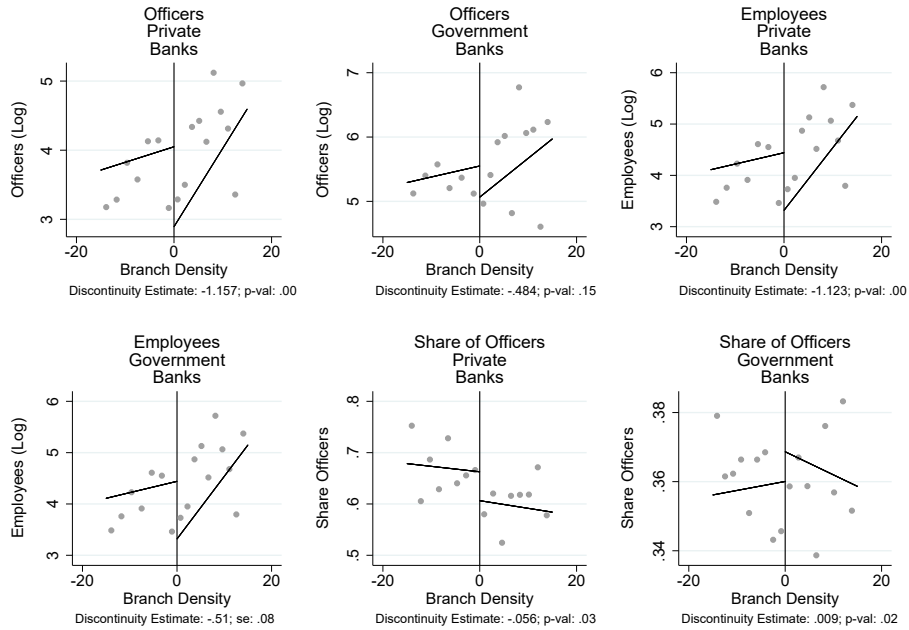 Officers
Private
Banks
Officers (Log)
5
4
3
-20 0 20
Branch Density
Discontinuity Estimate: -1.157; p-val: .00
Officers
Government
Banks
Officers (Log)
7
6
5
-20 0 20
Branch Density
Discontinuity Estimate: -.484; p-val: .15
Employees
Private
Banks
Employees (Log)
6
5
4
3
-20 0 20
Branch Density
Discontinuity Estimate: -1.123; p-val: .00
Employees
Government
Banks
Employees (Log)
6
5
4
3
-20 0 20
Branch Density
Discontinuity Estimate: -.51; se: .08
Share of Officers
Private
Banks
Share Officers
.8
.7
.6
.5
-20 0 20
Branch Density
Discontinuity Estimate: -.056; p-val: .03
Share of Officers
Government
Banks
Share Officers
.38
.36
.34
-20 0 20
Branch Density
Discontinuity Estimate: .009; p-val: .02